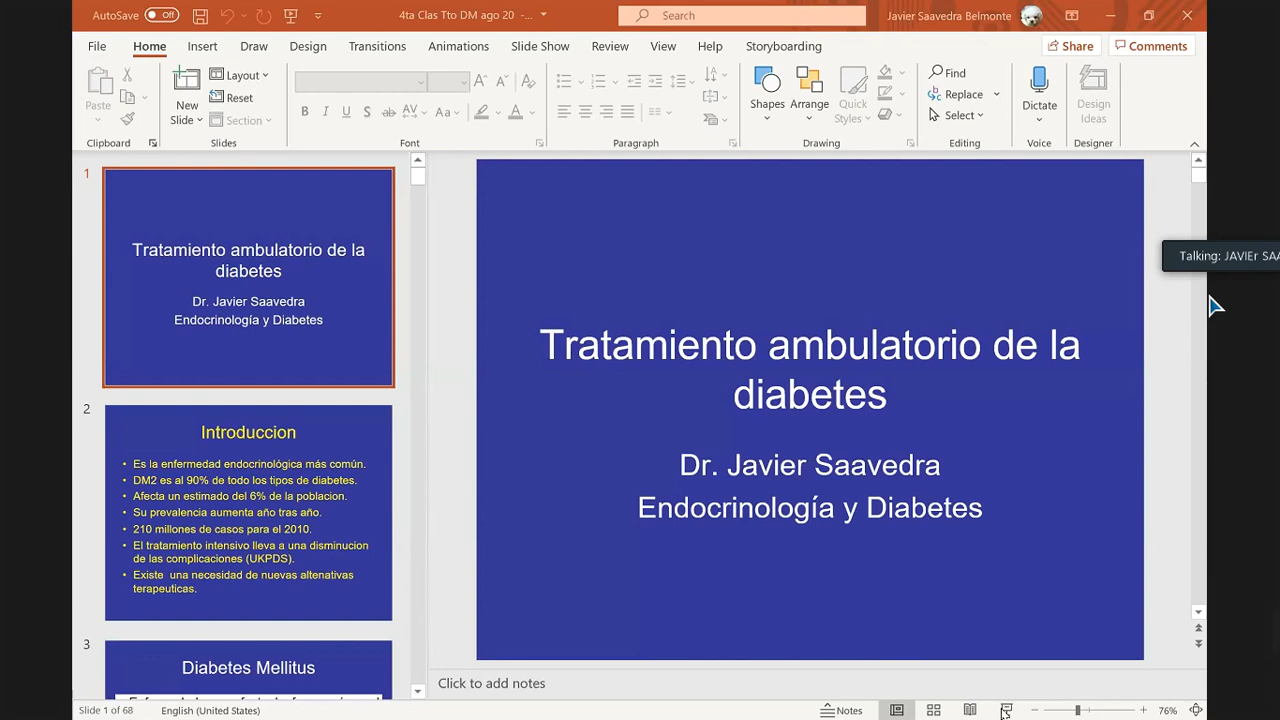 AutoSave Off
4ta Clas Tto DM ago 20 -...
Search
Javier Saavedra Belmonte
File Home Insert Draw Design Transitions Animations Slide Show Review View Help Storyboarding
Share Comments
Paste
New Slide
Layout
Reset
Section
B I U S ab AV Aa A
Shapes Arrange Quick Styles
Find
Replace
Select
Dictate
Design Ideas
Clipboard Slides Font Paragraph Drawing Editing Voice Designer
1
Tratamiento ambulatorio de la
diabetes
Dr. Javier Saavedra
Endocrinología y Diabetes
2
Introduccion
• Es la enfermedad endocrinológica más común.
• DM2 es al 90% de todo los tipos de diabetes.
• Afecta un estimado del 6% de la poblacion.
• Su prevalencia aumenta año tras año.
• 210 millones de casos para el 2010.
• El tratamiento intensivo lleva a una disminucion
de las complicaciones (UKPDS).
• Existe una necesidad de nuevas altenativas
terapeuticas.
3
Diabetes Mellitus
Tratamiento ambulatorio de la
diabetes
Dr. Javier Saavedra
Endocrinología y Diabetes
Talking: JAVIEr SAA
Click to add notes
Slide 1 of 68 English (United States) Notes 76%